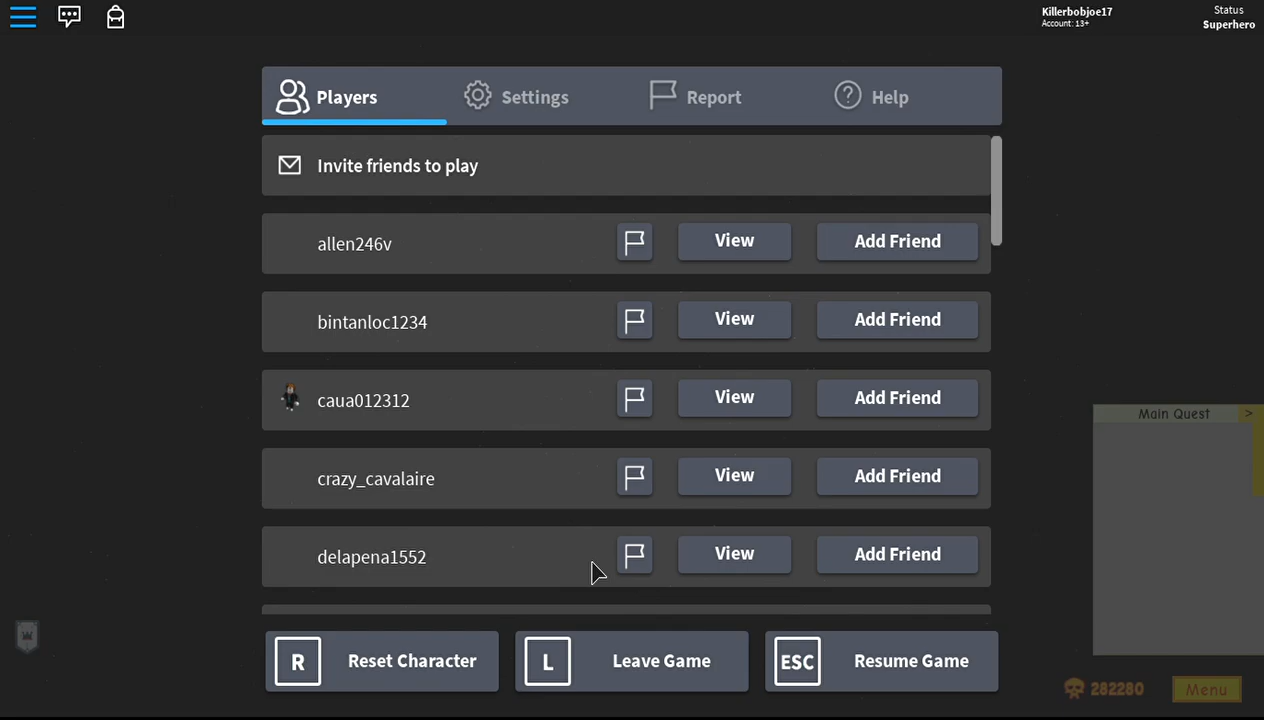 Killerbobjoe17
Account: 13+
Status
Superhero
Players
Settings
Report
Help
Invite friends to play
allen246v
View
Add Friend
bintanloc1234
View
Add Friend
caua012312
View
Add Friend
crazy_cavalaire
View
Add Friend
delapena1552
View
Add Friend
Main Quest >
R
Reset Character
L
Leave Game
ESC
Resume Game
282280
Menu